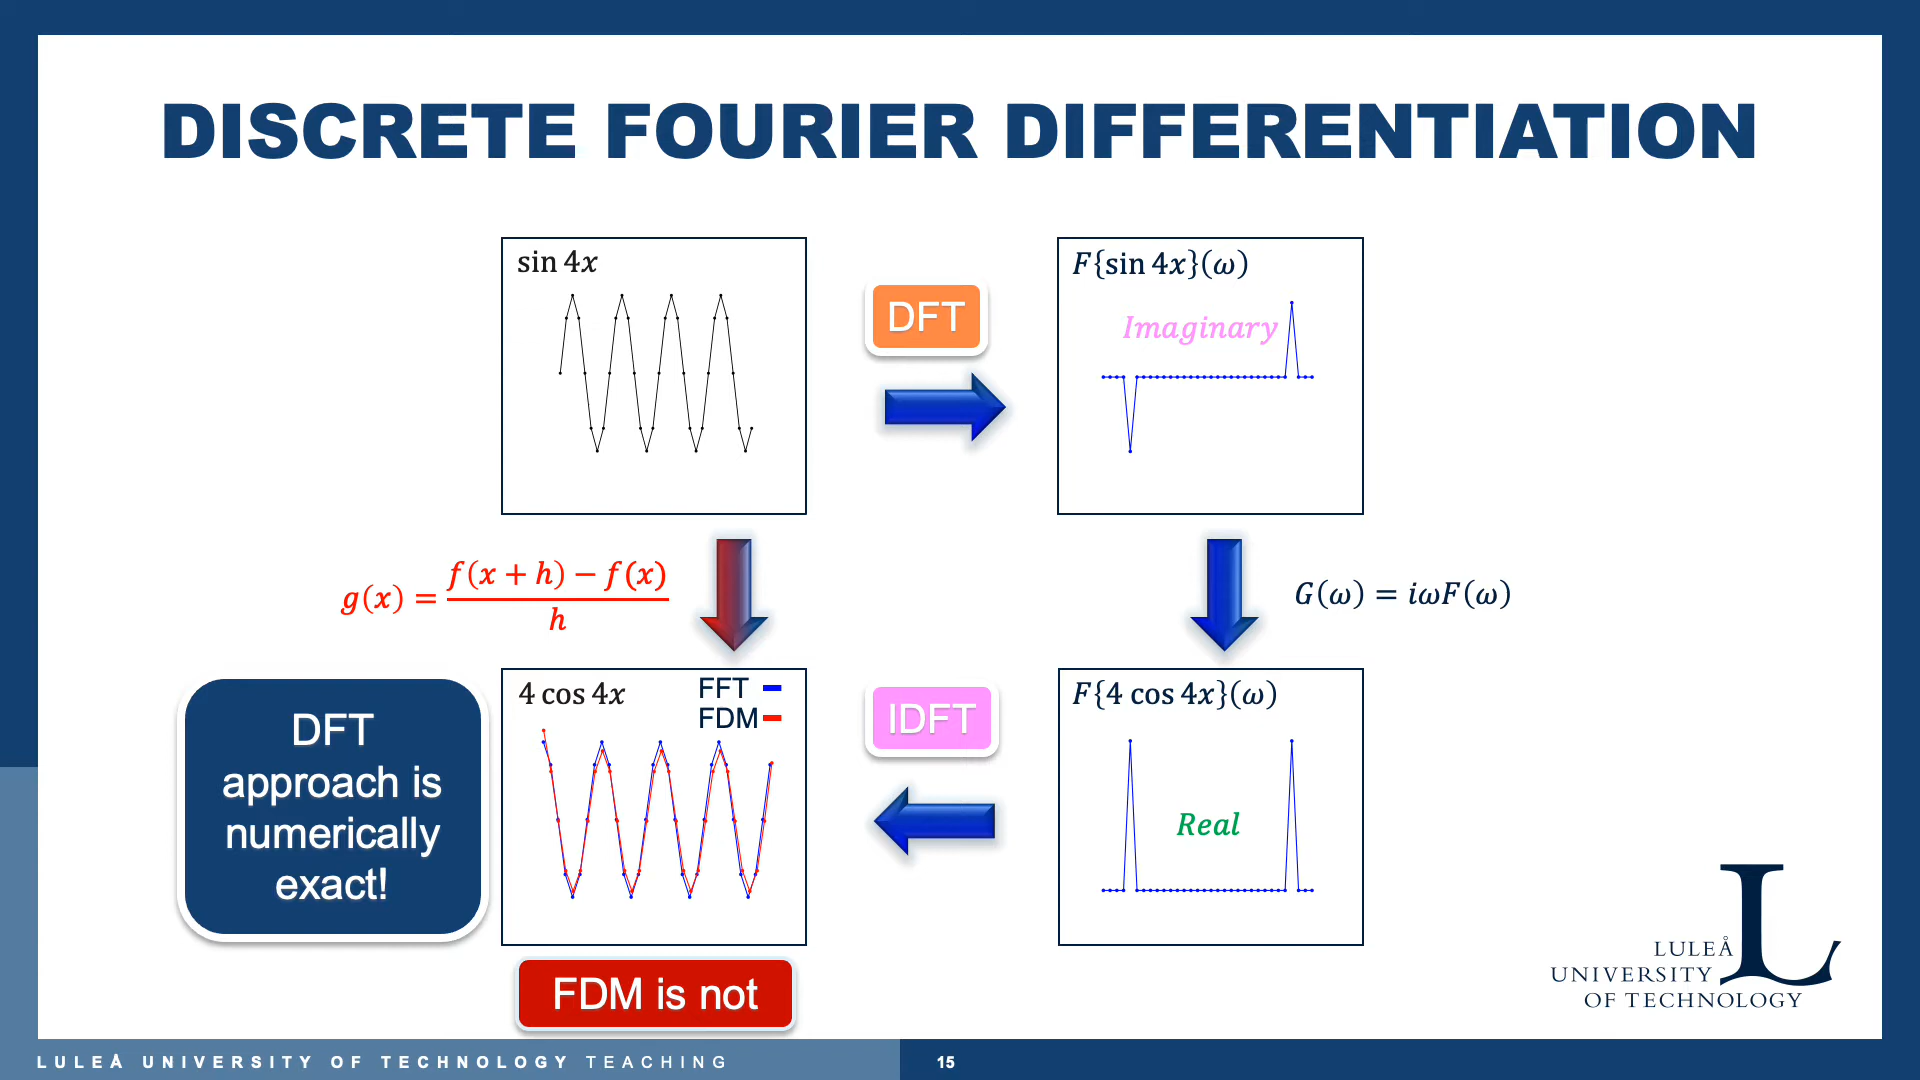 DISCRETE FOURIER DIFFERENTIATION
sin 4x
DFT
F{sin 4x}(ω)
Imaginary
g(x) = \frac{f(x + h) − f(x)}{h}
G(ω) = iωF(ω)
DFT
approach is
numerically
exact!
4 cos 4x
FFT
FDM
IDFT
F{4 cos 4x}(ω)
Real
FDM is not
LULEÅ
UNIVERSITY
OF TECHNOLOGY
LULEÅ UNIVERSITY OF TECHNOLOGY TEACHING
15